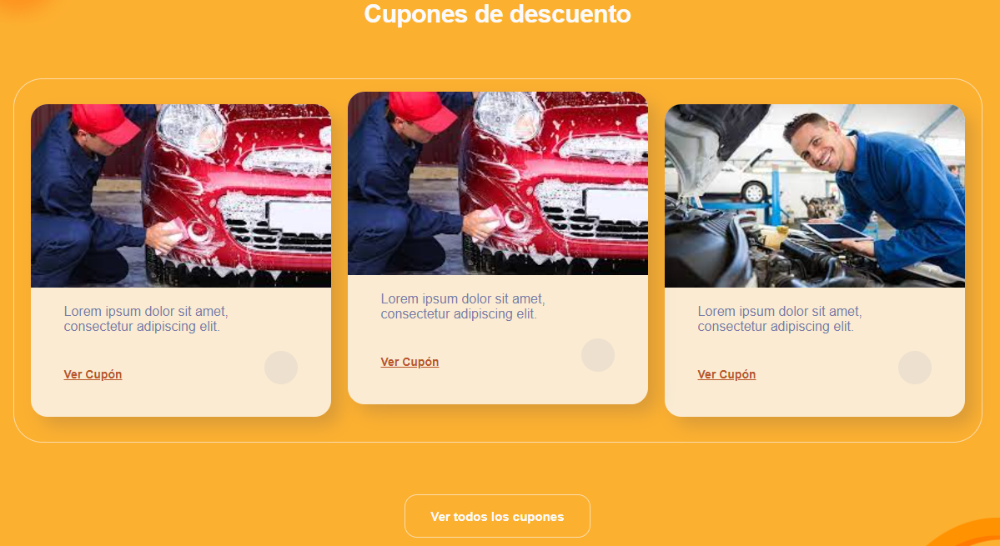 Cupones de descuento
Lorem ipsum dolor sit amet,
consectetur adipiscing elit.
Ver Cupón
Lorem ipsum dolor sit amet,
consectetur adipiscing elit.
Ver Cupón
Lorem ipsum dolor sit amet,
consectetur adipiscing elit.
Ver Cupón
Ver todos los cupones